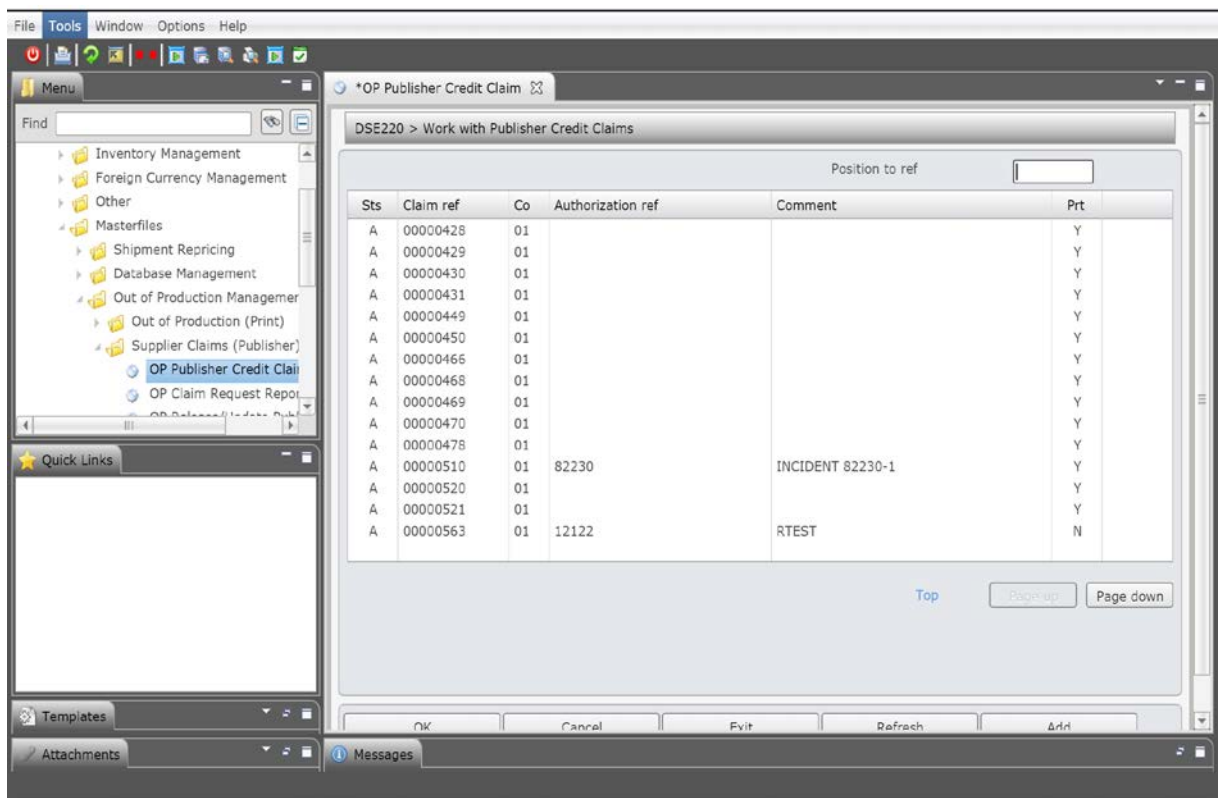 File Tools Window Options Help
Menu
*OP Publisher Credit Claim
Find
DSE220 > Work with Publisher Credit Claims
Inventory Management
Foreign Currency Management
Other
Masterfiles
Shipment Repricing
Database Management
Out of Production Managemer
Out of Production (Print)
Supplier Claims (Publisher)
OP Publisher Credit Clai
OP Claim Request Repor
Position to ref
Sts Claim ref Co Authorization ref Comment Prt
A 00000428 01 Y
A 00000429 01 Y
A 00000430 01 Y
A 00000431 01 Y
A 00000449 01 Y
A 00000450 01 Y
A 00000466 01 Y
A 00000468 01 Y
A 00000469 01 Y
A 00000470 01 Y
A 00000478 01 Y
A 00000510 01 82230 INCIDENT 82230-1 Y
A 00000520 01 Y
A 00000521 01 Y
A 00000563 01 12122 RTEST N
Top Page up Page down
Quick Links
Templates
OK Cancel Exit Refresh Add
Attachments
Messages